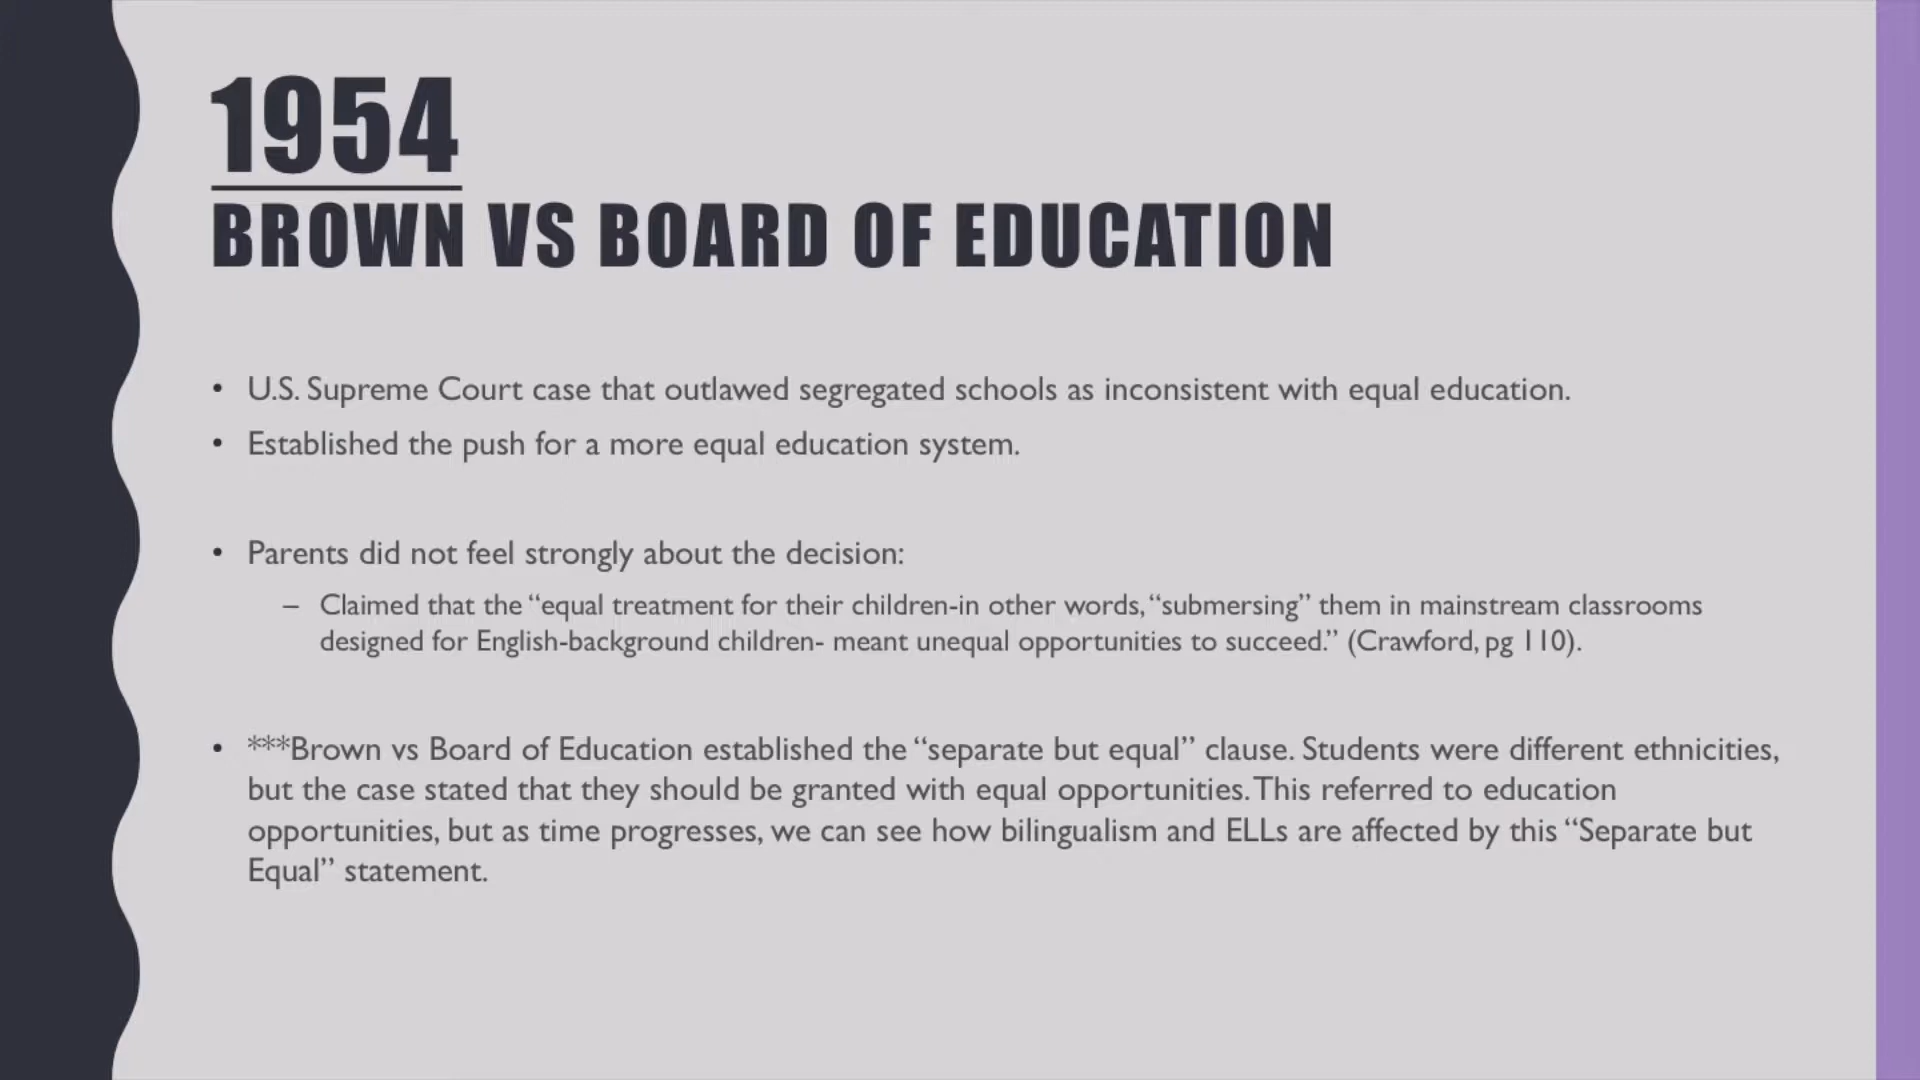 1954
BROWN VS BOARD OF EDUCATION
• U.S. Supreme Court case that outlawed segregated schools as inconsistent with equal education.
• Established the push for a more equal education system.
• Parents did not feel strongly about the decision:
– Claimed that the “equal treatment for their children-in other words, “submersing” them in mainstream classrooms
designed for English-background children- meant unequal opportunities to succeed.” (Crawford, pg 110).
• ***Brown vs Board of Education established the “separate but equal” clause. Students were different ethnicities,
but the case stated that they should be granted with equal opportunities. This referred to education
opportunities, but as time progresses, we can see how bilingualism and ELLs are affected by this “Separate but
Equal” statement.